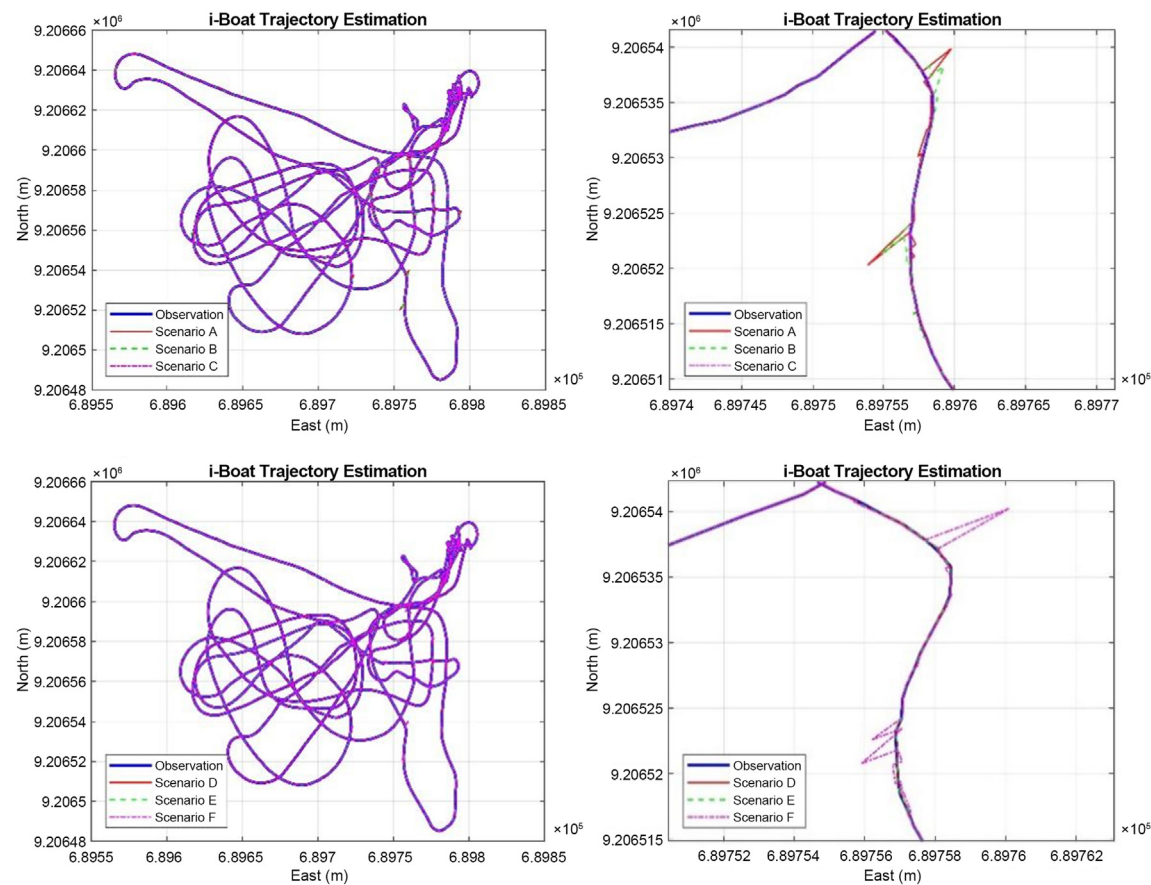 i-Boat Trajectory Estimation
×10⁶
9.20666
9.20664
9.20662
9.2066
9.20658
9.20656
9.20654
9.20652
9.2065
9.20648
North (m)
Observation
Scenario A
Scenario B
Scenario C
×10⁵
6.8955
6.896
6.8965
6.897
6.8975
6.898
6.8985
East (m)
i-Boat Trajectory Estimation
×10⁶
9.20654
9.206535
9.20653
9.206525
9.20652
9.206515
9.20651
North (m)
Observation
Scenario A
Scenario B
Scenario C
×10⁵
6.8974
6.89745
6.8975
6.89755
6.8976
6.89765
6.8977
East (m)
i-Boat Trajectory Estimation
×10⁶
9.20666
9.20664
9.20662
9.2066
9.20658
9.20656
9.20654
9.20652
9.2065
9.20648
North (m)
Observation
Scenario D
Scenario E
Scenario F
×10⁵
6.8955
6.896
6.8965
6.897
6.8975
6.898
6.8985
East (m)
i-Boat Trajectory Estimation
×10⁶
9.20654
9.206535
9.20653
9.206525
9.20652
9.206515
North (m)
Observation
Scenario D
Scenario E
Scenario F
×10⁵
6.89752
6.89754
6.89756
6.89758
6.8976
6.89762
East (m)